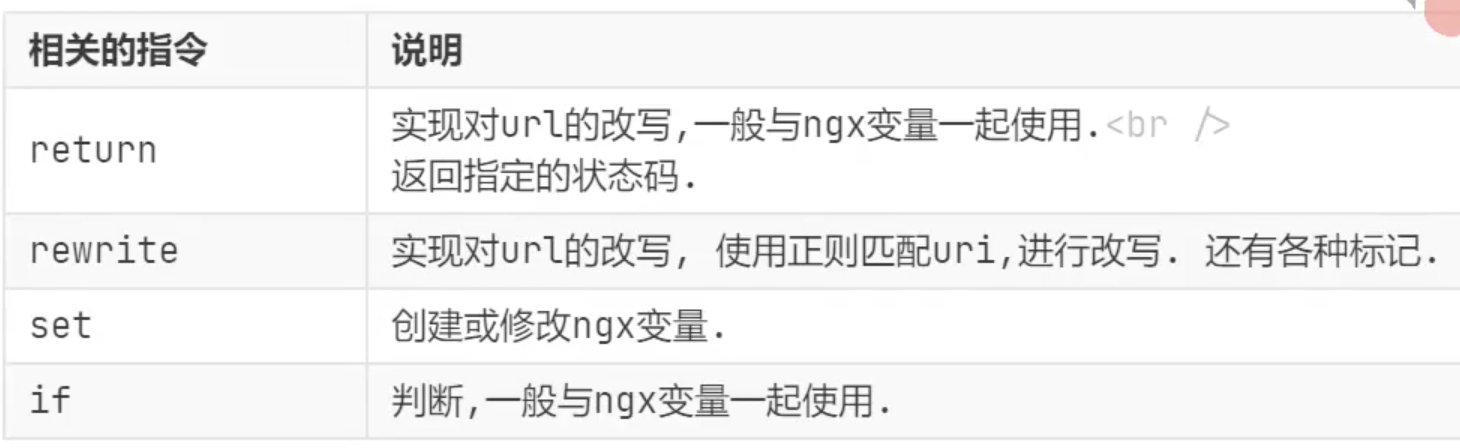 相关的指令 说明
return
实现对url的改写,一般与ngx变量一起使用.<br />
返回指定的状态码.
rewrite 实现对url的改写, 使用正则匹配uri,进行改写. 还有各种标记.
set 创建或修改ngx变量.
if 判断,一般与ngx变量一起使用.